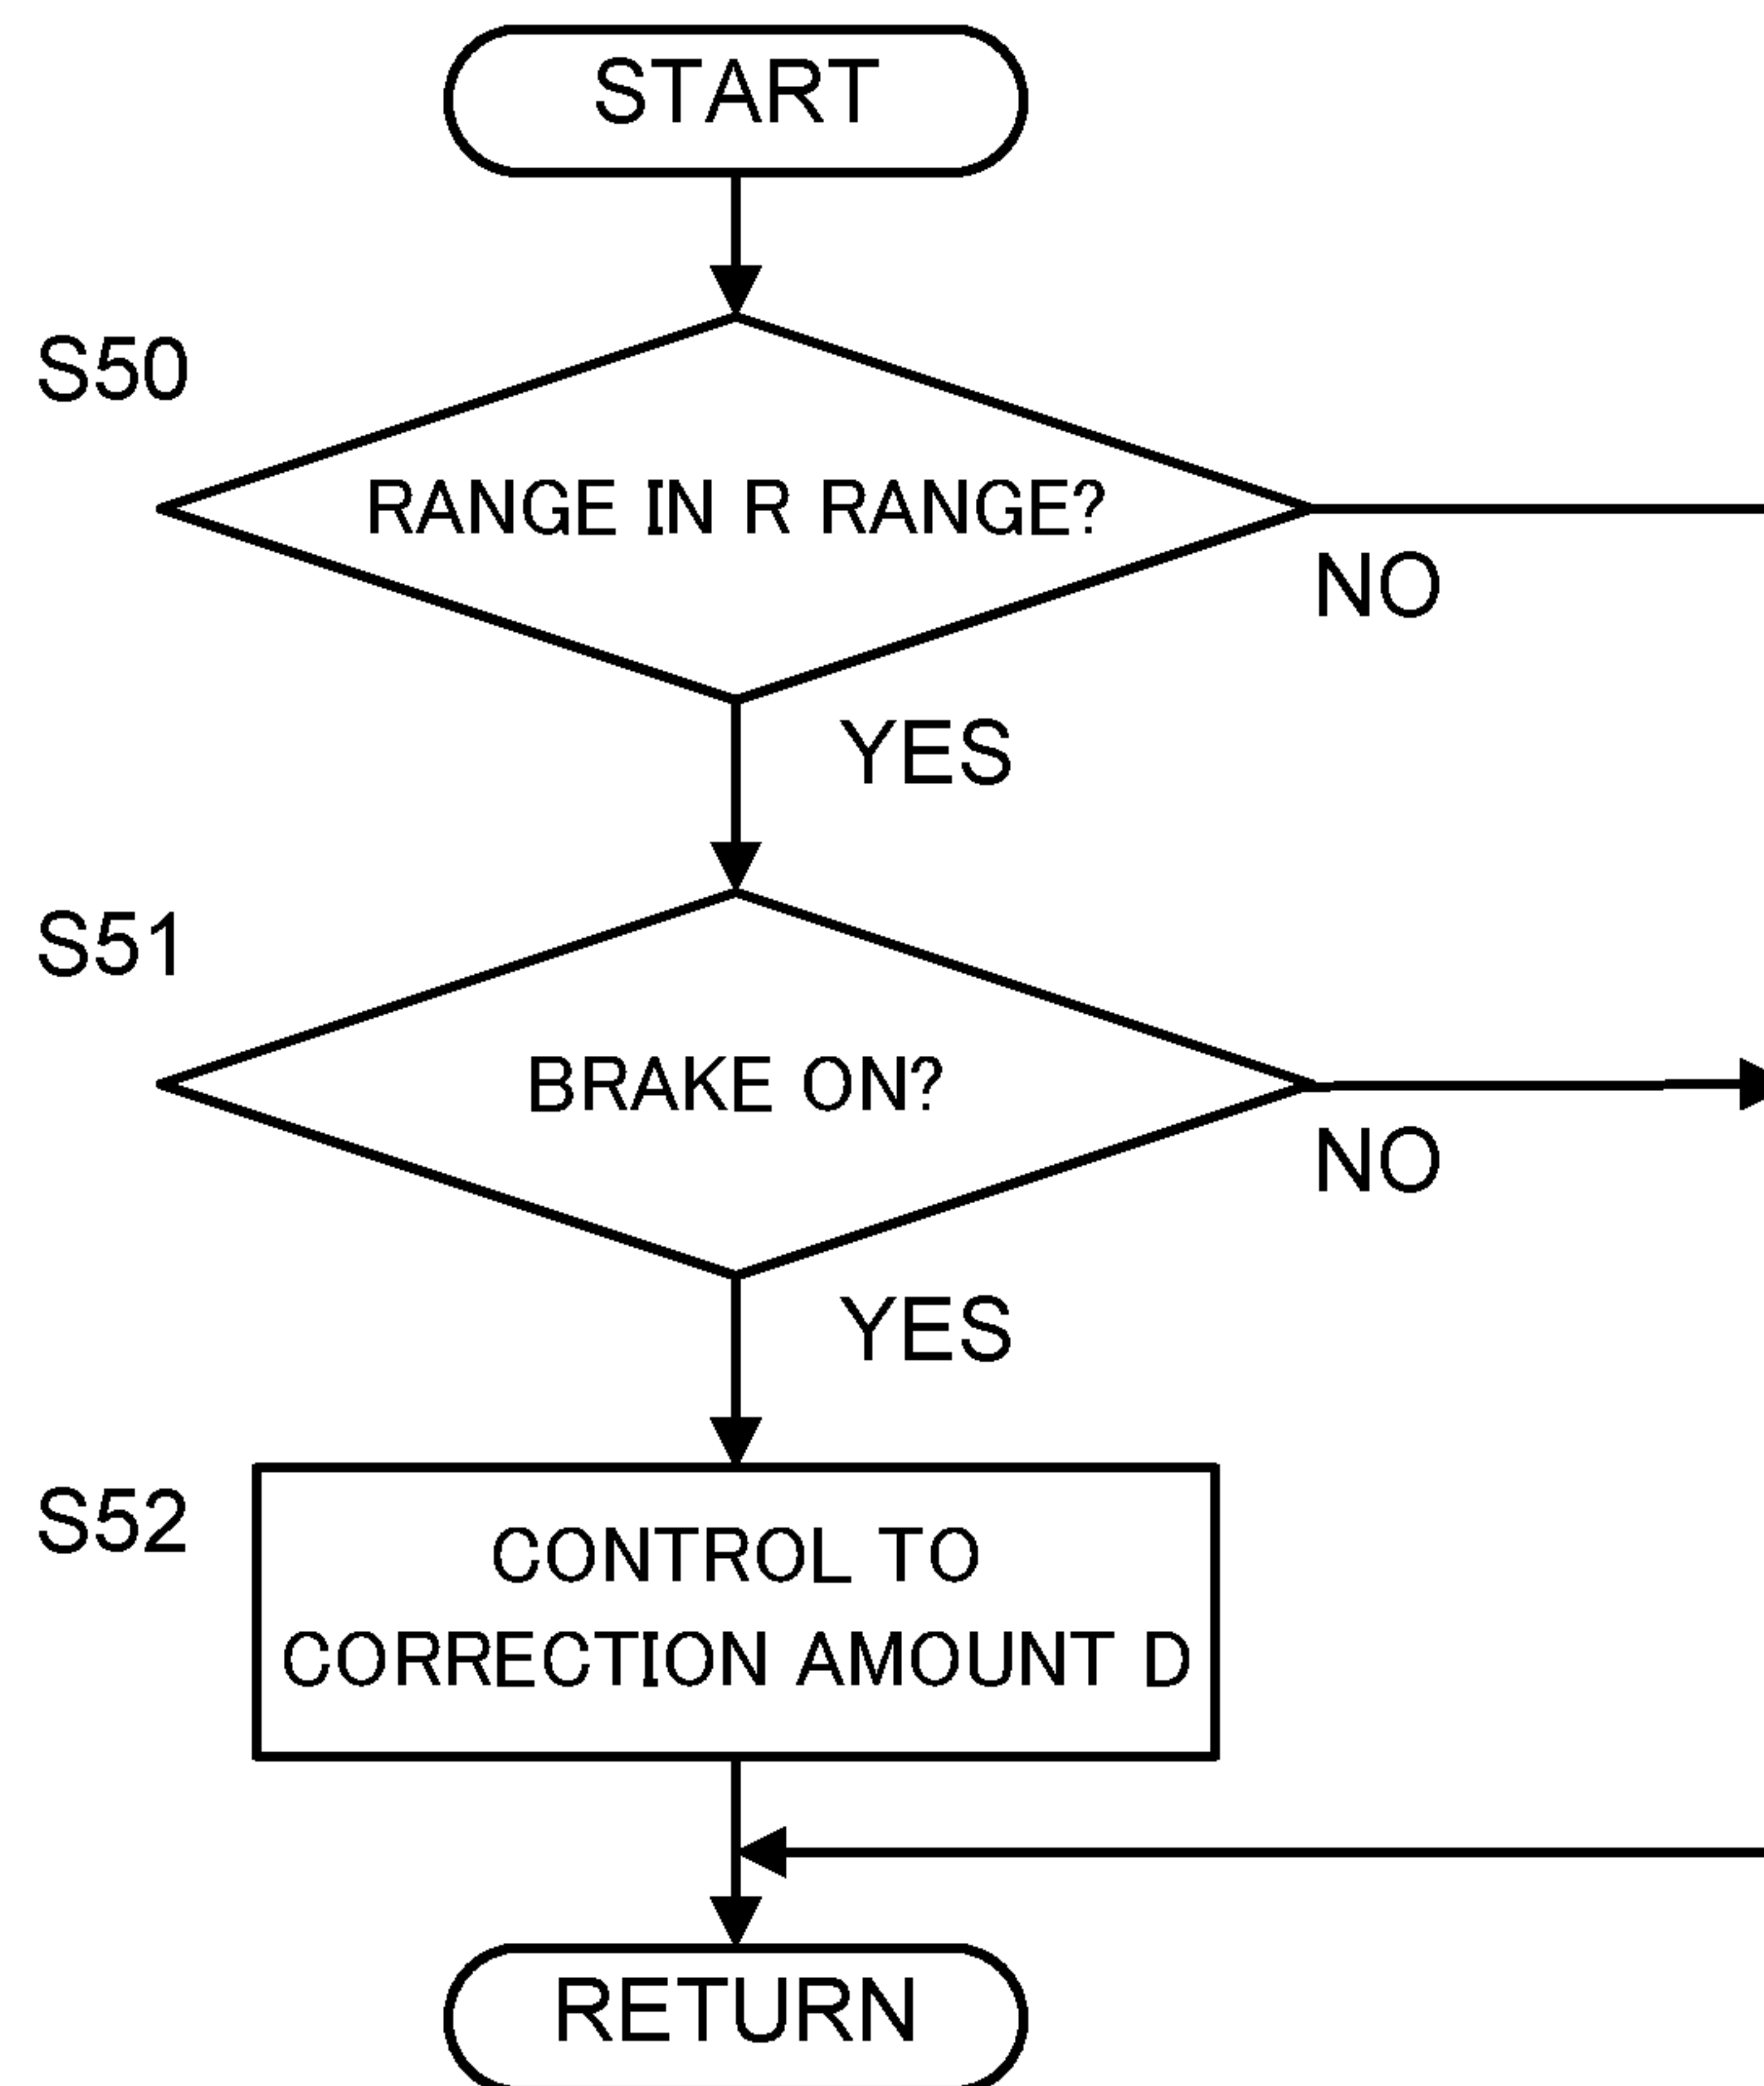 START
S50
RANGE IN R RANGE?
NO
YES
S51
BRAKE ON?
NO
YES
S52
CONTROL TO
CORRECTION AMOUNT D
RETURN